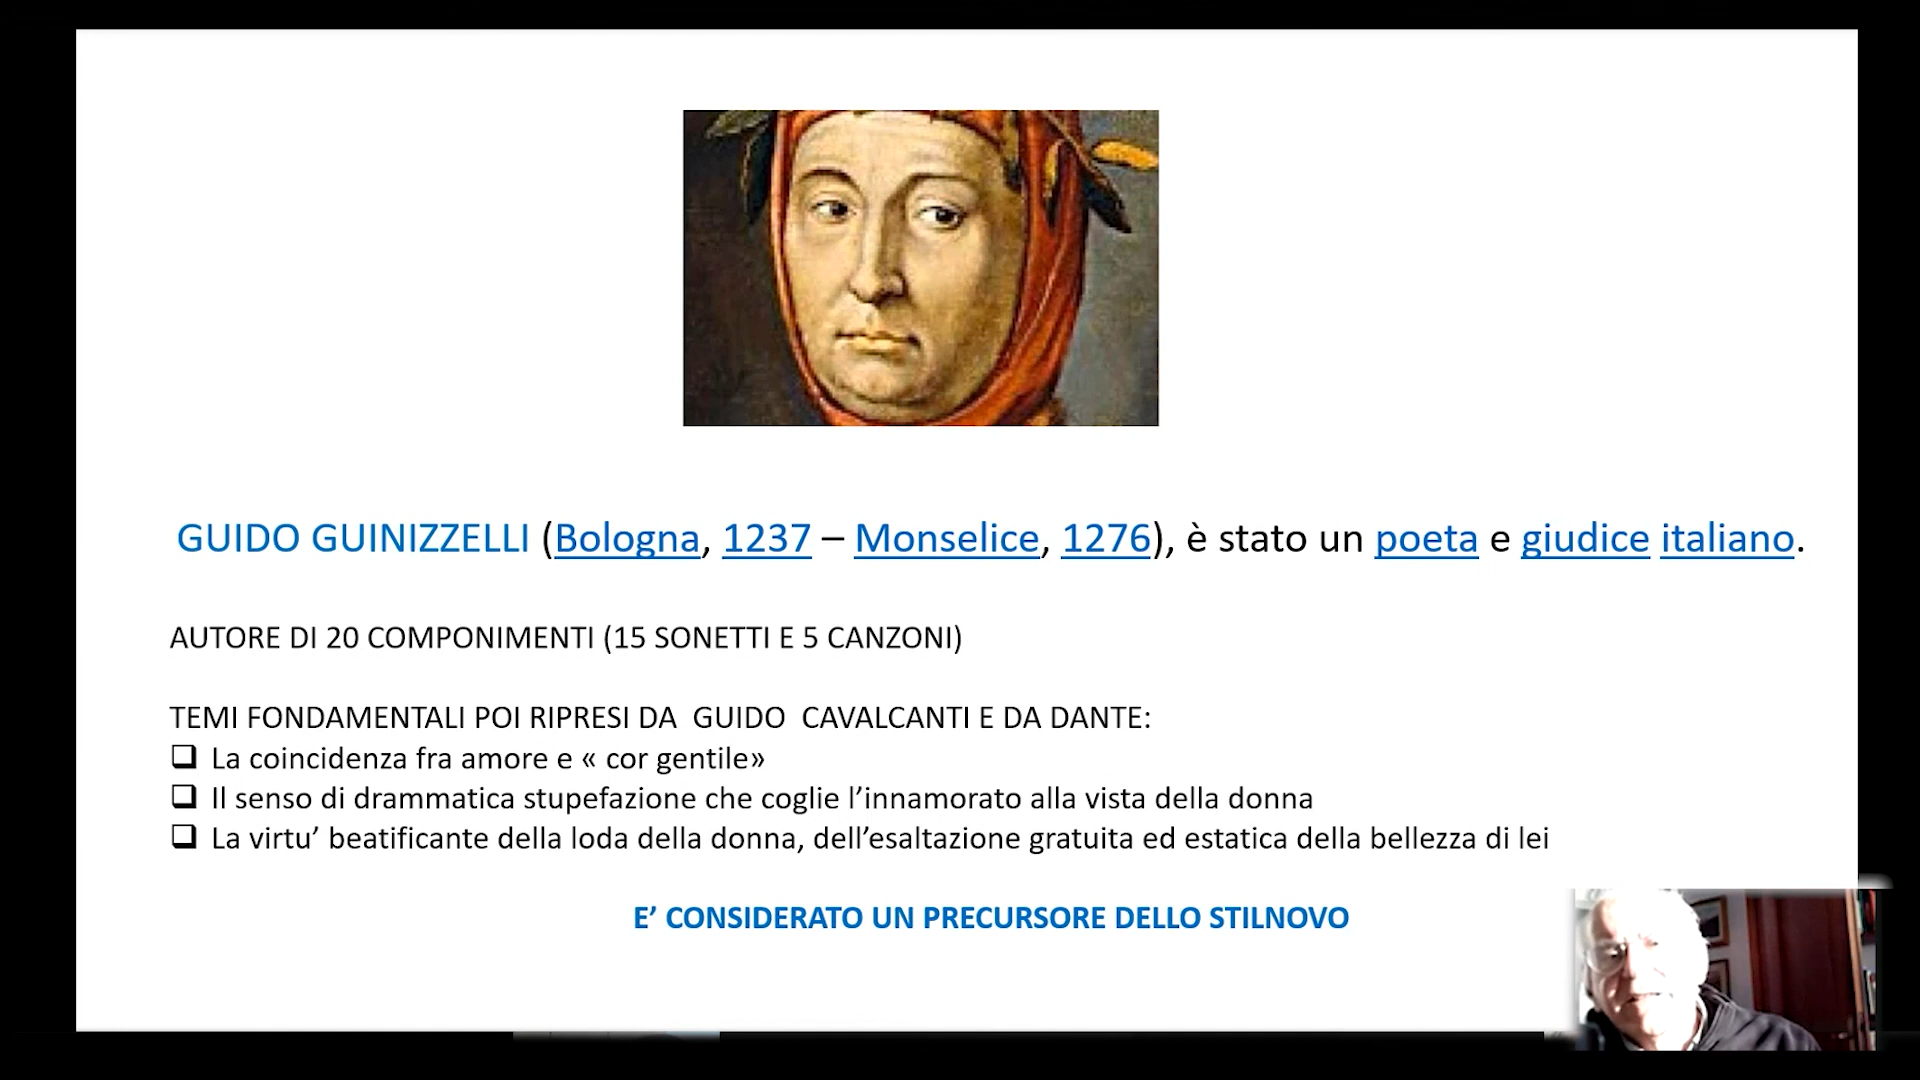 GUIDO GUINIZZELLI (Bologna, 1237 – Monselice, 1276), è stato un poeta e giudice italiano.
AUTORE DI 20 COMPONIMENTI (15 SONETTI E 5 CANZONI)
TEMI FONDAMENTALI POI RIPRESI DA GUIDO CAVALCANTI E DA DANTE:
❑ La coincidenza fra amore e « cor gentile»
❑ Il senso di drammatica stupefazione che coglie l’innamorato alla vista della donna
❑ La virtu’ beatificante della loda della donna, dell’esaltazione gratuita ed estatica della bellezza di lei
E’ CONSIDERATO UN PRECURSORE DELLO STILNOVO